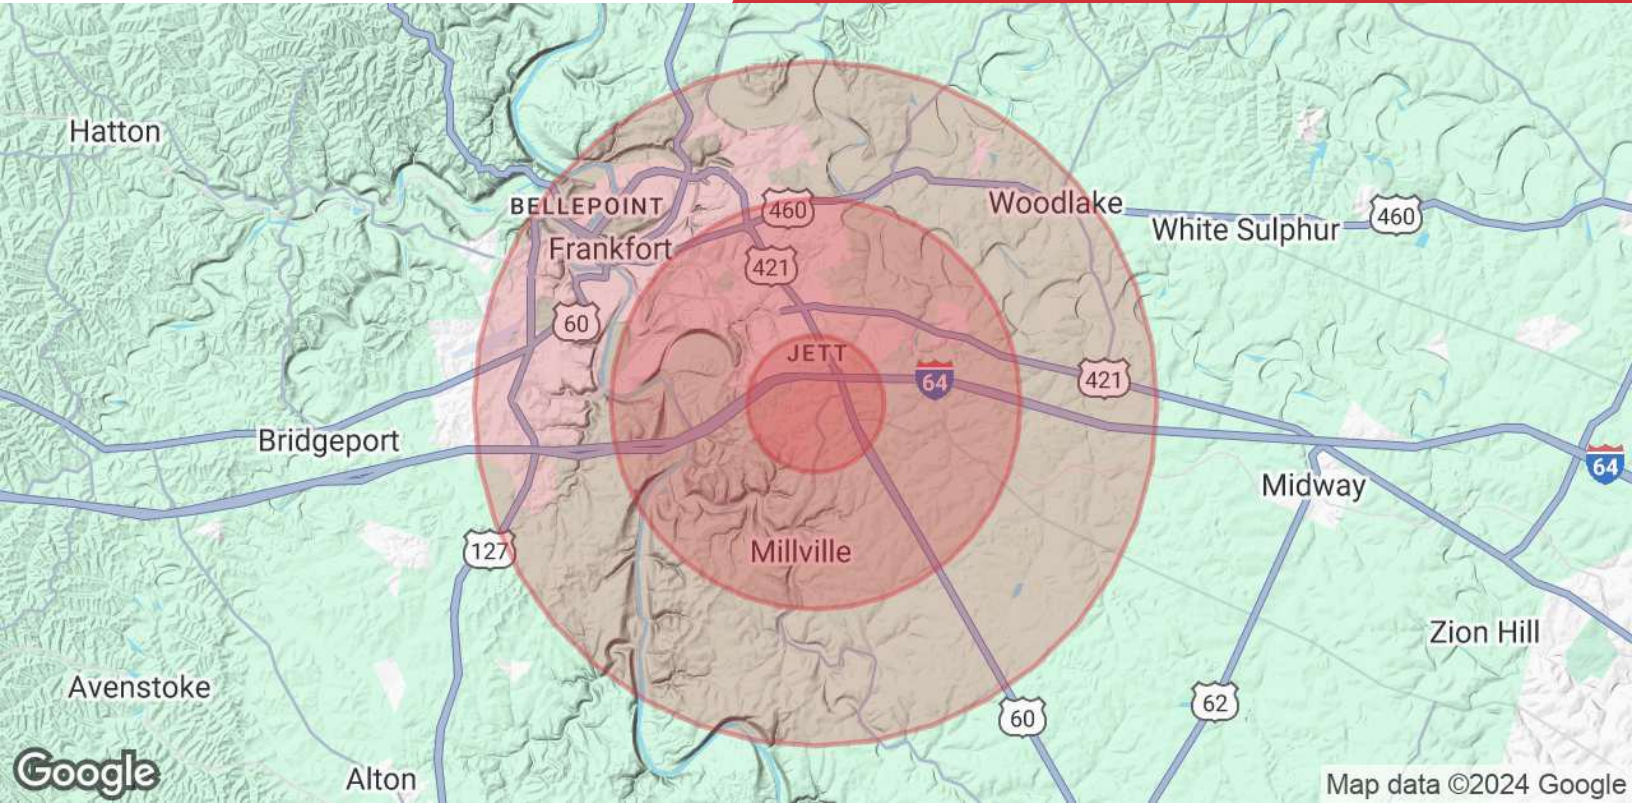 Hatton
BELLEPOINT
460
Woodlake
White Sulphur
460
Frankfort
421
60
JETT
64
421
Bridgeport
64
Midway
127
Millville
Zion Hill
Avenstoke
62
60
Google
Alton
Map data ©2024 Google